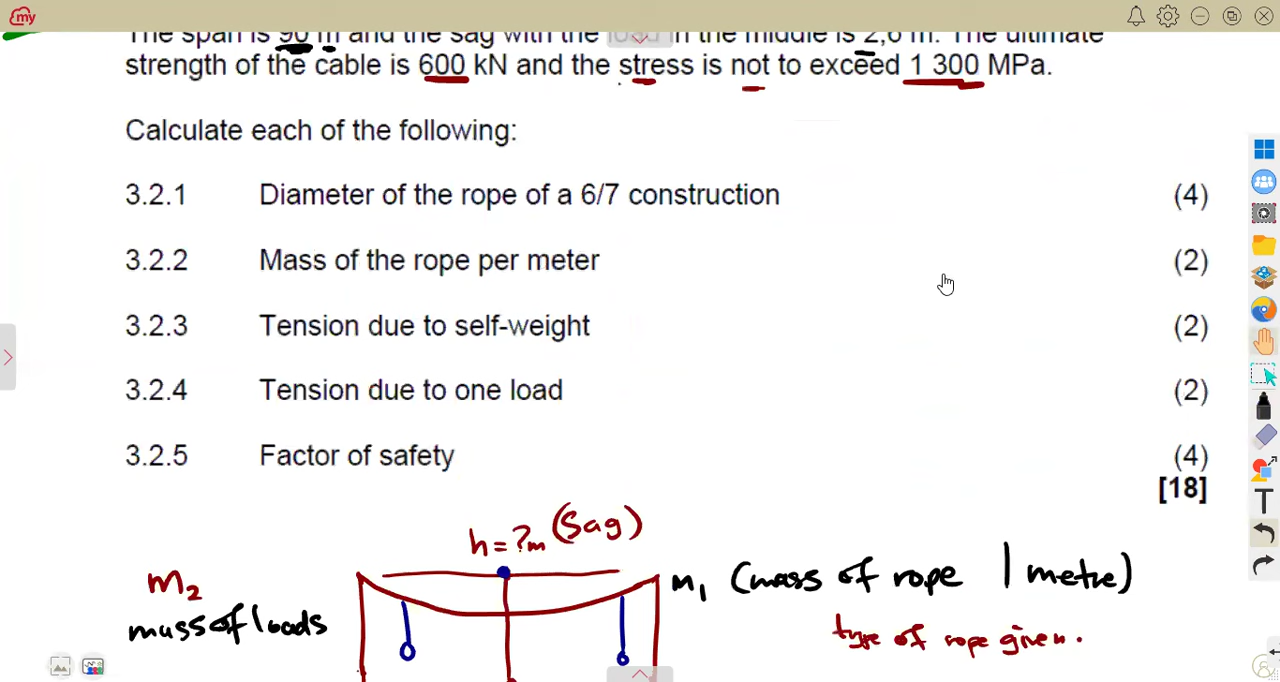 my
The span is 90 m and the sag with the load in the middle is 2,6 m. The ultimate
strength of the cable is 600 kN and the stress is not to exceed 1 300 MPa.
Calculate each of the following:
3.2.1 Diameter of the rope of a 6/7 construction (4)
3.2.2 Mass of the rope per meter (2)
3.2.3 Tension due to self-weight (2)
3.2.4 Tension due to one load (2)
3.2.5 Factor of safety (4)
[18]
h = ?m (Sag)
m2 m1 (mass of rope | metre)
mass of loads type of rope given.
T